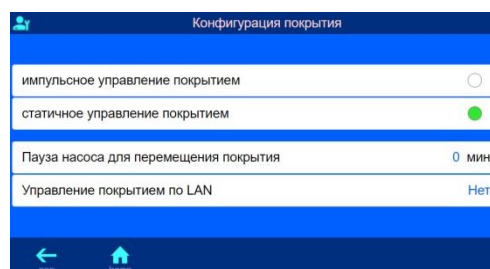 Конфигурация покрытия
импульсное управление покрытием
статичное управление покрытием
Пауза насоса для перемещения покрытия 0 мин
Управление покрытием по LAN Нет